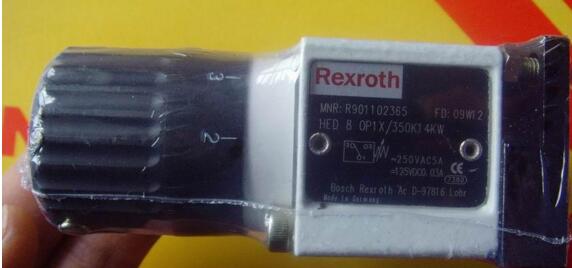 3
2
Rexroth
MNR: R901102365 FD: 09W12
HED 8 OP1X/350K14KW
~250VAC5A
=125VDC0.03A
CE
Bosch Rexroth AG D-97816 Lohr
Made in Germany